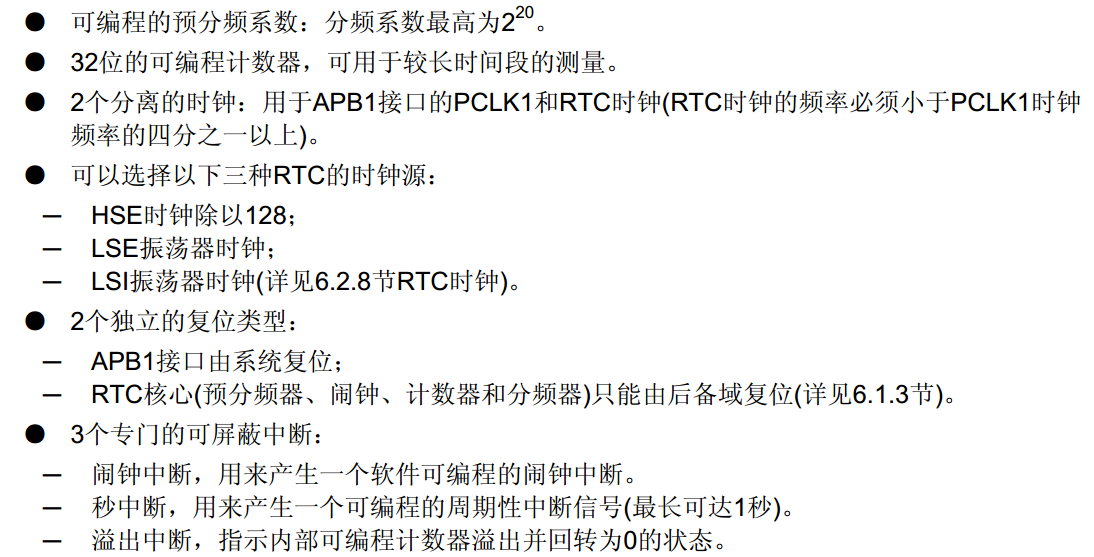 ● 可编程的预分频系数：分频系数最高为2²⁰。
● 32位的可编程计数器，可用于较长时间段的测量。
● 2个分离的时钟：用于APB1接口的PCLK1和RTC时钟(RTC时钟的频率必须小于PCLK1时钟
频率的四分之一以上)。
● 可以选择以下三种RTC的时钟源：
─ HSE时钟除以128；
─ LSE振荡器时钟；
─ LSI振荡器时钟(详见6.2.8节RTC时钟)。
● 2个独立的复位类型：
─ APB1接口由系统复位；
─ RTC核心(预分频器、闹钟、计数器和分频器)只能由后备域复位(详见6.1.3节)。
● 3个专门的可屏蔽中断：
─ 闹钟中断，用来产生一个软件可编程的闹钟中断。
─ 秒中断，用来产生一个可编程的周期性中断信号(最长可达1秒)。
─ 溢出中断，指示内部可编程计数器溢出并回转为0的状态。